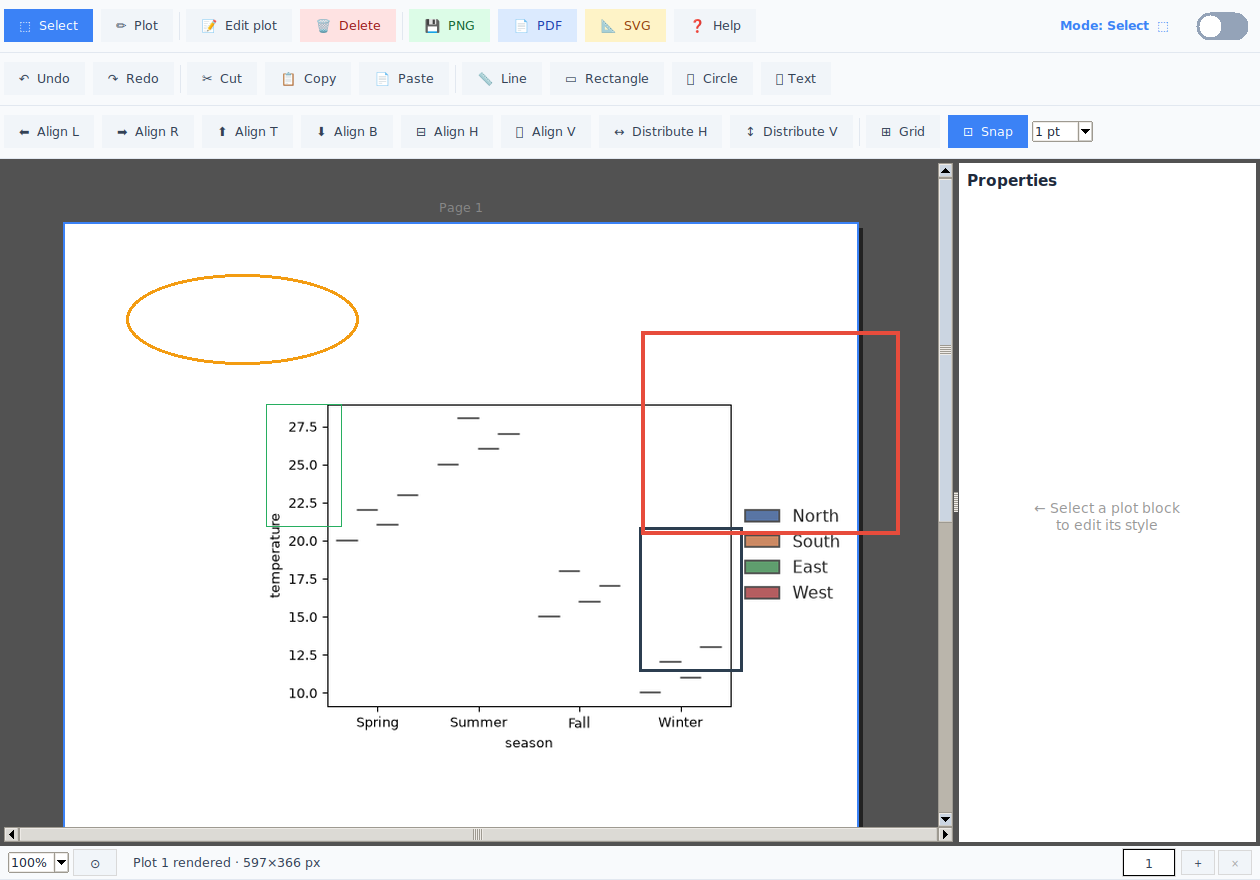 Select Plot Edit plot Delete PNG PDF SVG Help Mode: Select
Undo Redo Cut Copy Paste Line Rectangle Circle Text
Align L Align R Align T Align B Align H Align V Distribute H Distribute V Grid Snap 1 pt
Properties
Page 1
27.5
25.0
22.5
20.0
17.5
15.0
12.5
10.0
temperature
Spring Summer Fall Winter
season
North
South
East
West
← Select a plot block
to edit its style
100% Plot 1 rendered · 597×366 px 1 + ×